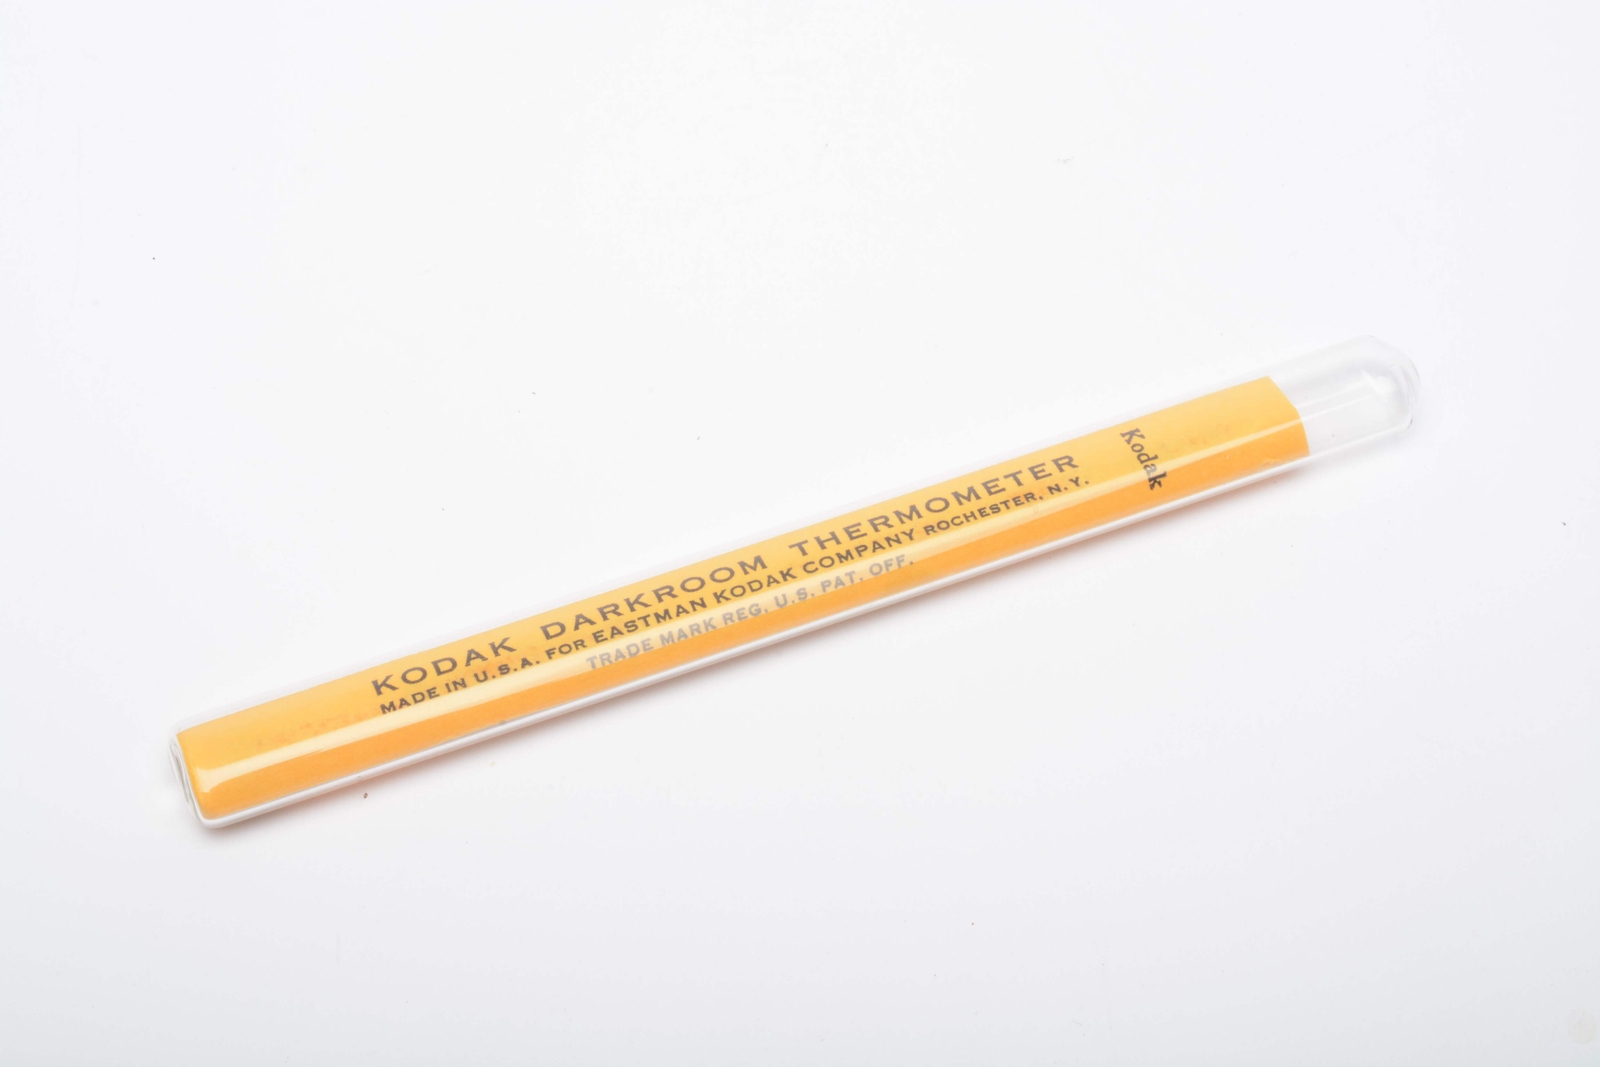 KODAK DARKROOM THERMOMETER
MADE IN U.S.A. FOR EASTMAN KODAK COMPANY ROCHESTER, N.Y.
TRADE MARK REG. U.S. PAT. OFF.
Kodak